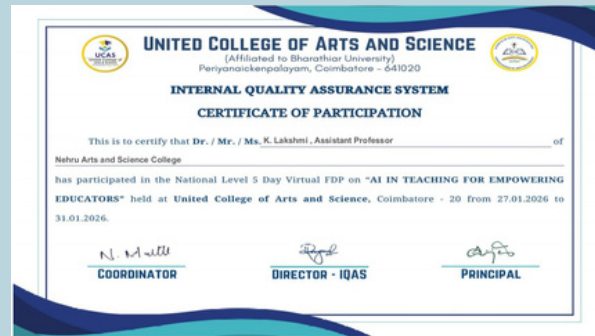 UNITED COLLEGE OF ARTS AND SCIENCE
UCAS
(Affiliated to Bharathiar University)
Periyanaickenpalayam, Coimbatore - 641020
INTERNAL QUALITY ASSURANCE SYSTEM
CERTIFICATE OF PARTICIPATION
This is to certify that Dr. / Mr. / Ms. K. Lakshmi , Assistant Professor of
Nehru Arts and Science College
has participated in the National Level 5 Day Virtual FDP on "AI IN TEACHING FOR EMPOWERING
EDUCATORS" held at United College of Arts and Science, Coimbatore - 20 from 27.01.2026 to
31.01.2026.
COORDINATOR DIRECTOR - IQAS PRINCIPAL